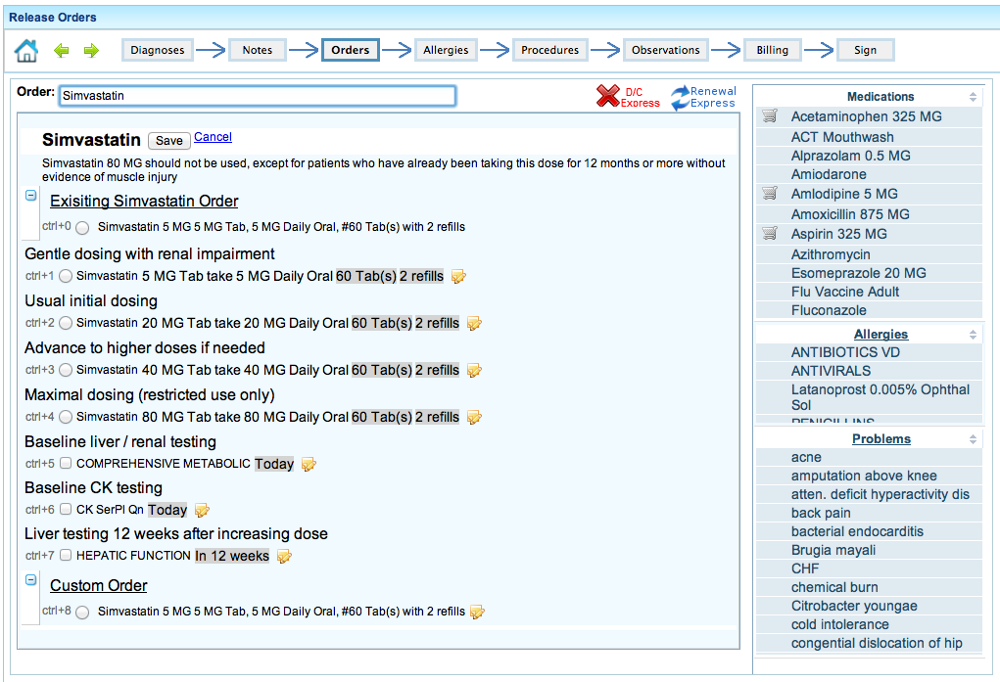 Release Orders
Diagnoses
Notes
Orders
Allergies
Procedures
Observations
Billing
Sign
Order:
Simvastatin
D/C
Express
Renewal
Express
Simvastatin Save Cancel
Simvastatin 80 MG should not be used, except for patients who have already been taking this dose for 12 months or more without
evidence of muscle injury
Exisiting Simvastatin Order
ctrl+0 Simvastatin 5 MG 5 MG Tab, 5 MG Daily Oral, #60 Tab(s) with 2 refills
Gentle dosing with renal impairment
ctrl+1 Simvastatin 5 MG Tab take 5 MG Daily Oral 60 Tab(s) 2 refills
Usual initial dosing
ctrl+2 Simvastatin 20 MG Tab take 20 MG Daily Oral 60 Tab(s) 2 refills
Advance to higher doses if needed
ctrl+3 Simvastatin 40 MG Tab take 40 MG Daily Oral 60 Tab(s) 2 refills
Maximal dosing (restricted use only)
ctrl+4 Simvastatin 80 MG Tab take 80 MG Daily Oral 60 Tab(s) 2 refills
Baseline liver / renal testing
ctrl+5 COMPREHENSIVE METABOLIC Today
Baseline CK testing
ctrl+6 CK SerPl Qn Today
Liver testing 12 weeks after increasing dose
ctrl+7 HEPATIC FUNCTION In 12 weeks
Custom Order
ctrl+8 Simvastatin 5 MG 5 MG Tab, 5 MG Daily Oral, #60 Tab(s) with 2 refills
Medications
Acetaminophen 325 MG
ACT Mouthwash
Alprazolam 0.5 MG
Amiodarone
Amlodipine 5 MG
Amoxicillin 875 MG
Aspirin 325 MG
Azithromycin
Esomeprazole 20 MG
Flu Vaccine Adult
Fluconazole
Allergies
ANTIBIOTICS VD
ANTIVIRALS
Latanoprost 0.005% Ophthal
Sol
PENICILLINS
Problems
acne
amputation above knee
atten. deficit hyperactivity dis
back pain
bacterial endocarditis
Brugia mayali
CHF
chemical burn
Citrobacter youngae
cold intolerance
congential dislocation of hip